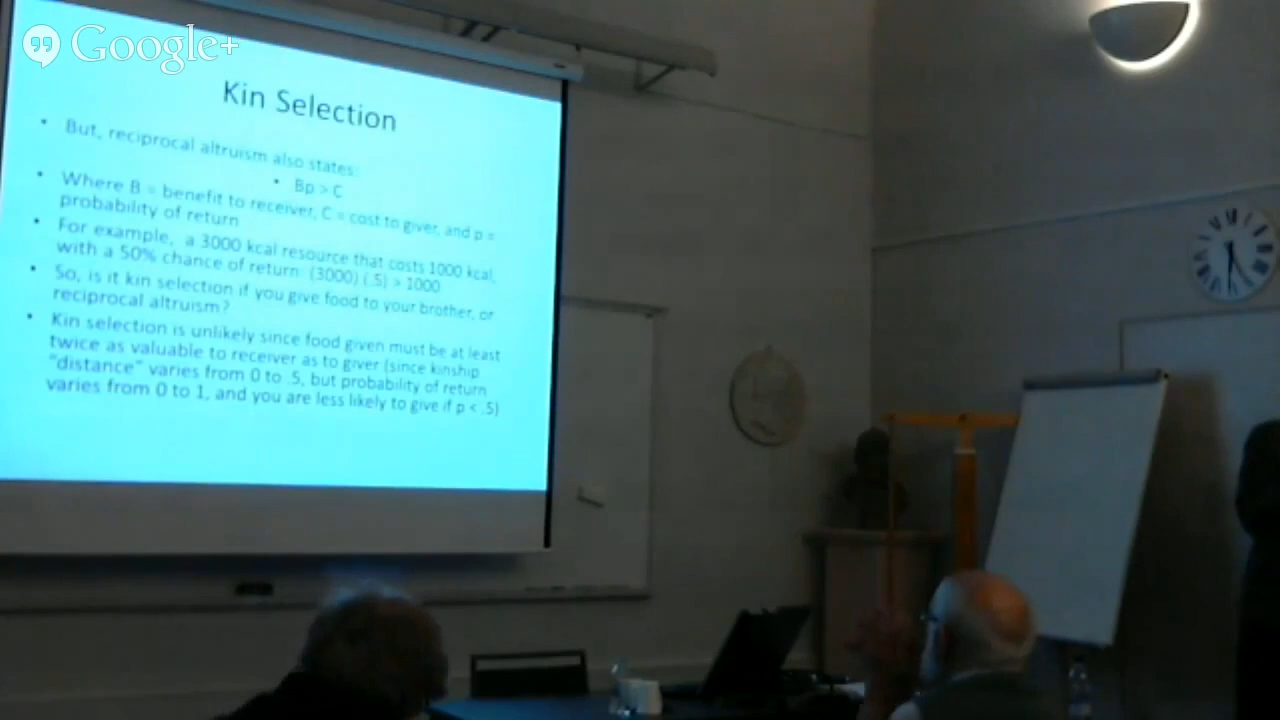 Google+
Kin Selection
• But, reciprocal altruism also states:
• Bp > C
• Where B = benefit to receiver, C = cost to giver, and p =
probability of return
• For example, a 3000 kcal resource that costs 1000 kcal,
with a 50% chance of return: (3000) (.5) > 1000
• So, is it kin selection if you give food to your brother, or
reciprocal altruism?
• Kin selection is unlikely since food given must be at least
twice as valuable to receiver as to giver (since kinship
"distance" varies from 0 to .5, but probability of return
varies from 0 to 1, and you are less likely to give if p < .5)